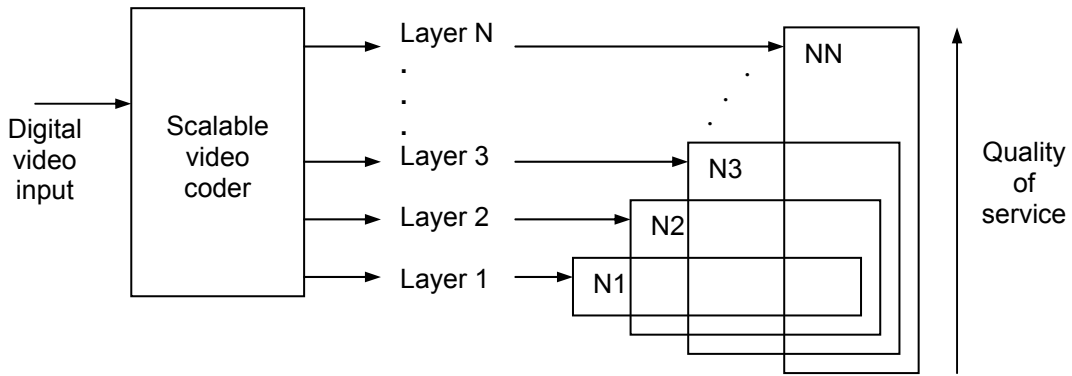 Layer N
NN
.
.
.
.
.
.
Digital
video
input
Scalable
video
coder
Layer 3
N3
Quality
of
service
Layer 2
N2
Layer 1
N1